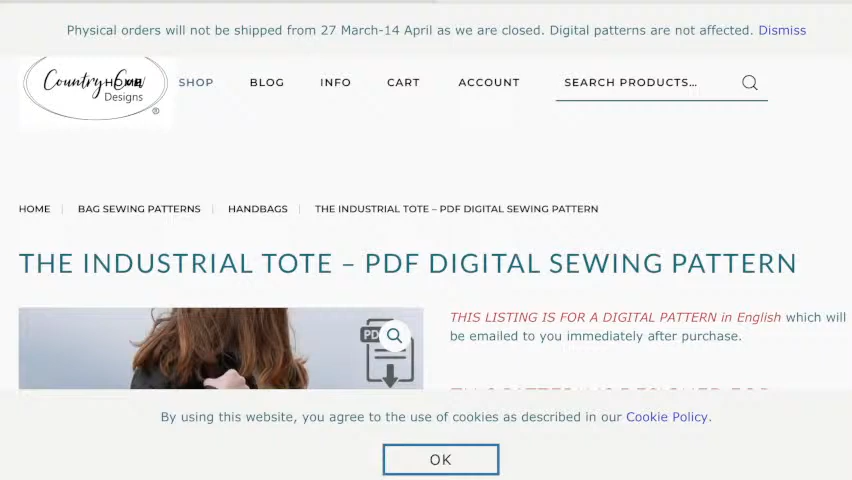 Physical orders will not be shipped from 27 March-14 April as we are closed. Digital patterns are not affected. Dismiss
Country Cow
Designs
®
HOME
SHOP
BLOG
INFO
CART
ACCOUNT
SEARCH PRODUCTS...
HOME
BAG SEWING PATTERNS
HANDBAGS
THE INDUSTRIAL TOTE – PDF DIGITAL SEWING PATTERN
THE INDUSTRIAL TOTE – PDF DIGITAL SEWING PATTERN
THIS LISTING IS FOR A DIGITAL PATTERN in English which will
be emailed to you immediately after purchase.
By using this website, you agree to the use of cookies as described in our Cookie Policy.
OK